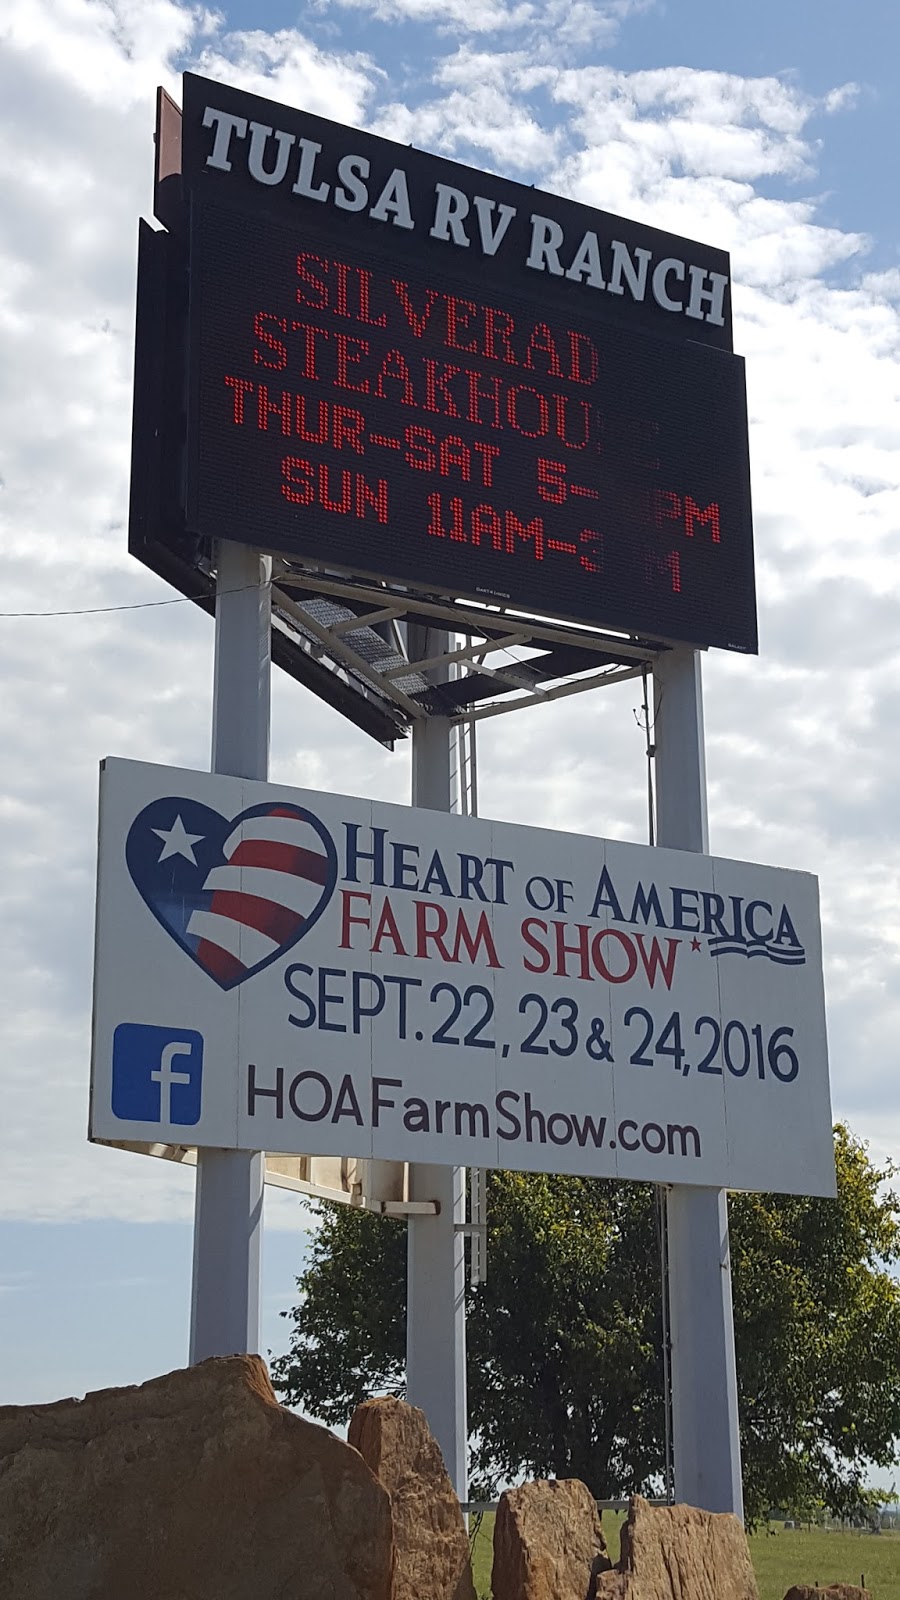 TULSA RV RANCH
SILVERAD
STEAKHOU
THUR-SAT 5- PM
SUN 11AM-3 M
HEART OF AMERICA
FARM SHOW
SEPT. 22, 23 & 24, 2016
f
HOAFarmShow.com